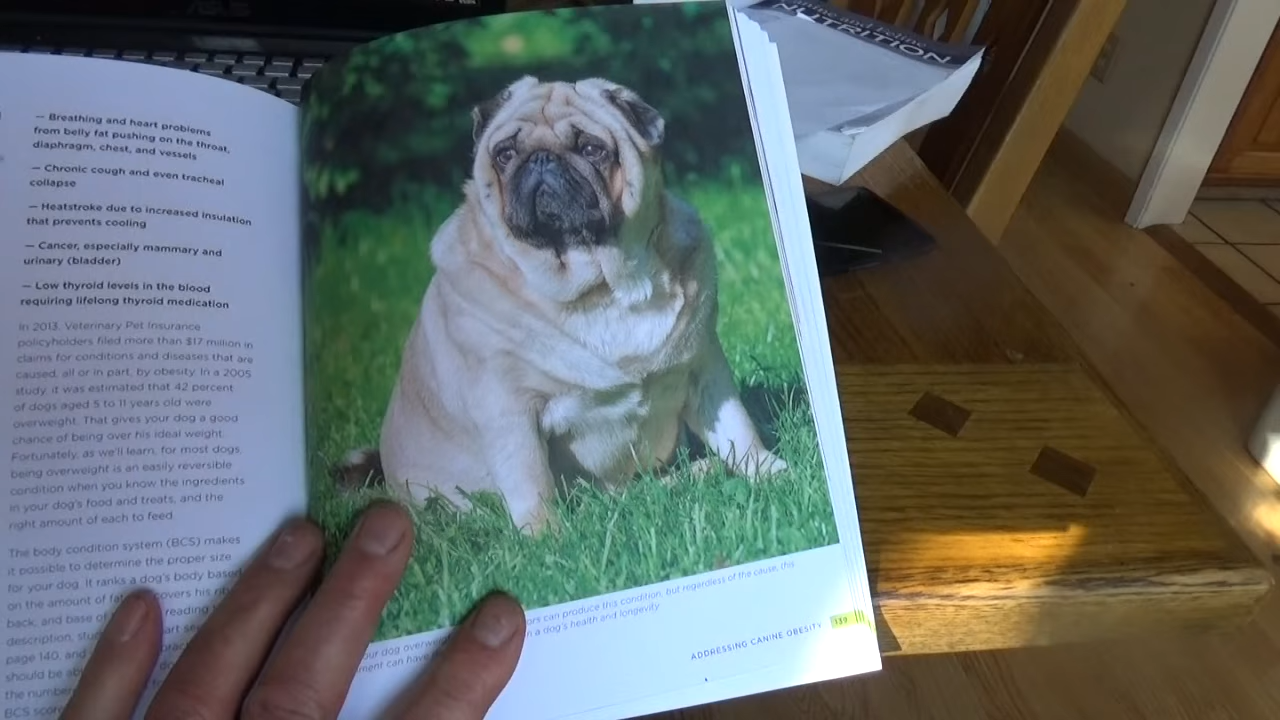 ASUS
NUTRITION
— Breathing and heart problems
from belly fat pushing on the throat,
diaphragm, chest, and vessels
— Chronic cough and even tracheal
collapse
— Heatstroke due to increased insulation
that prevents cooling
— Cancer, especially mammary and
urinary (bladder)
— Low thyroid levels in the blood
requiring lifelong thyroid medication
In 2013, Veterinary Pet Insurance
policyholders filed more than $17 million in
claims for conditions and diseases that are
caused, all or in part, by obesity. In a 2005
study it was estimated that 42 percent
of dogs aged 5 to 11 years old were
overweight. That gives your dog a good
chance of being over his ideal weight.
Fortunately, as we'll learn, for most dogs,
being overweight is an easily reversible
condition when you know the ingredients
in your dog's food and treats, and the
right amount of each to feed.
The body condition system (BCS) makes
it possible to determine the proper size
for your dog. It ranks a dog's body based
on the amount of fat covers his
back, and base of reading
description,
page 140, and
should be
the number
BCS
your dog can produce this condition, but regardless of the cause, this
can have a dog's health and longevity.
ADDRESSING CANINE OBESITY 139